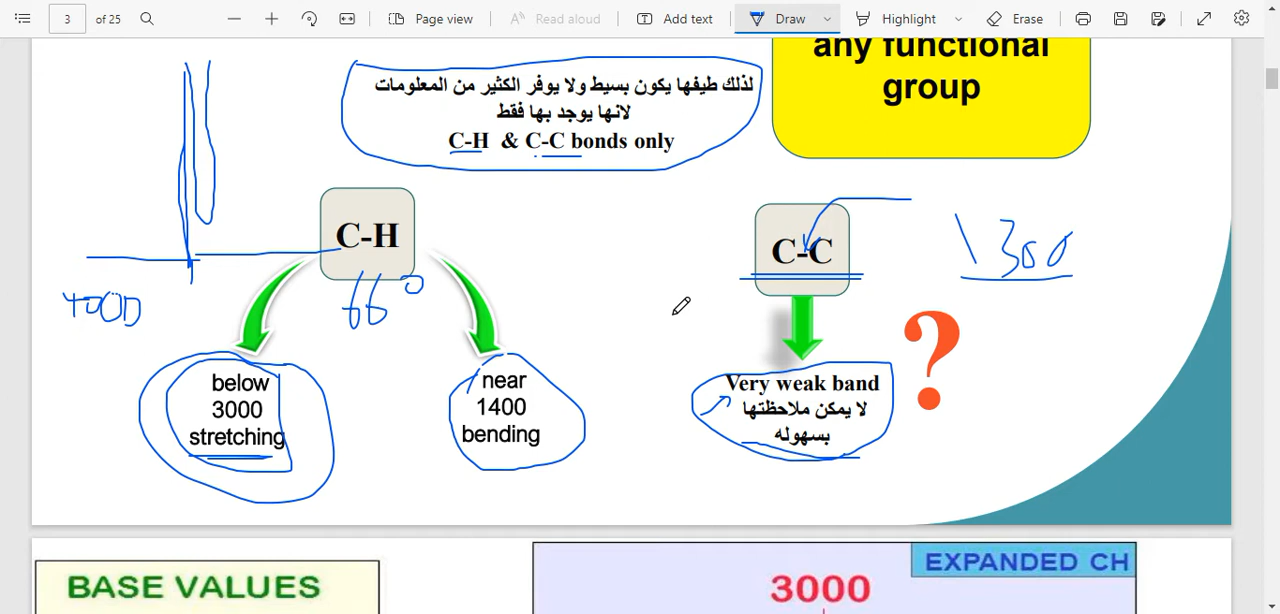 3
of 25
Page view
Read aloud
Add text
Draw
Highlight
Erase
any functional
group
لذلك طيفها يكون بسيط ولا يوفر الكثير من المعلومات
لانها يوجد بها فقط
C-H & C-C bonds only
C-H
C-C
1300
below
3000
stretching
near
1400
bending
Very weak band
لا يمكن ملاحظتها
بسهوله
?
BASE VALUES
EXPANDED CH
3000